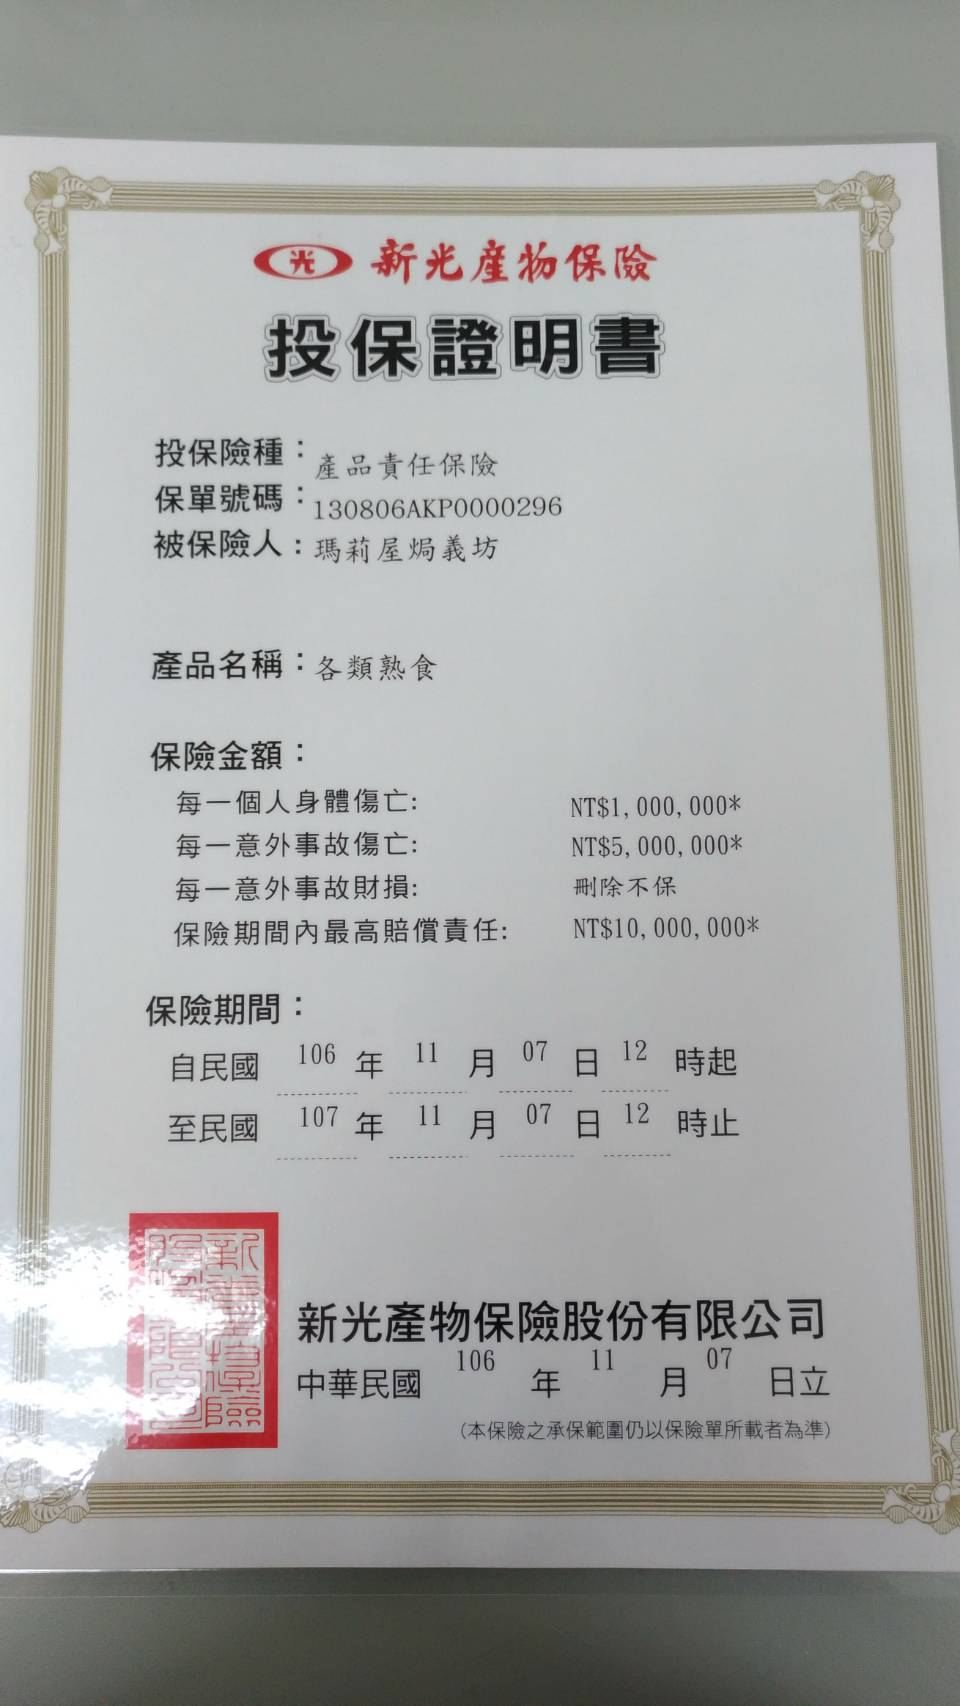 光 新光產物保險
投保證明書
投保險種：產品責任保險
保單號碼：130806AKP0000296
被保險人：瑪莉屋焗義坊
產品名稱：各類熟食
保險金額：
每一個人身體傷亡: NT$1,000,000*
每一意外事故傷亡: NT$5,000,000*
每一意外事故財損: 刪除不保
保險期間內最高賠償責任: NT$10,000,000*
保險期間：
自民國 106 年 11 月 07 日 12 時起
至民國 107 年 11 月 07 日 12 時止
新光產物保險股份有限公司
中華民國 106 年 11 月 07 日立
(本保險之承保範圍仍以保險單所載者為準)